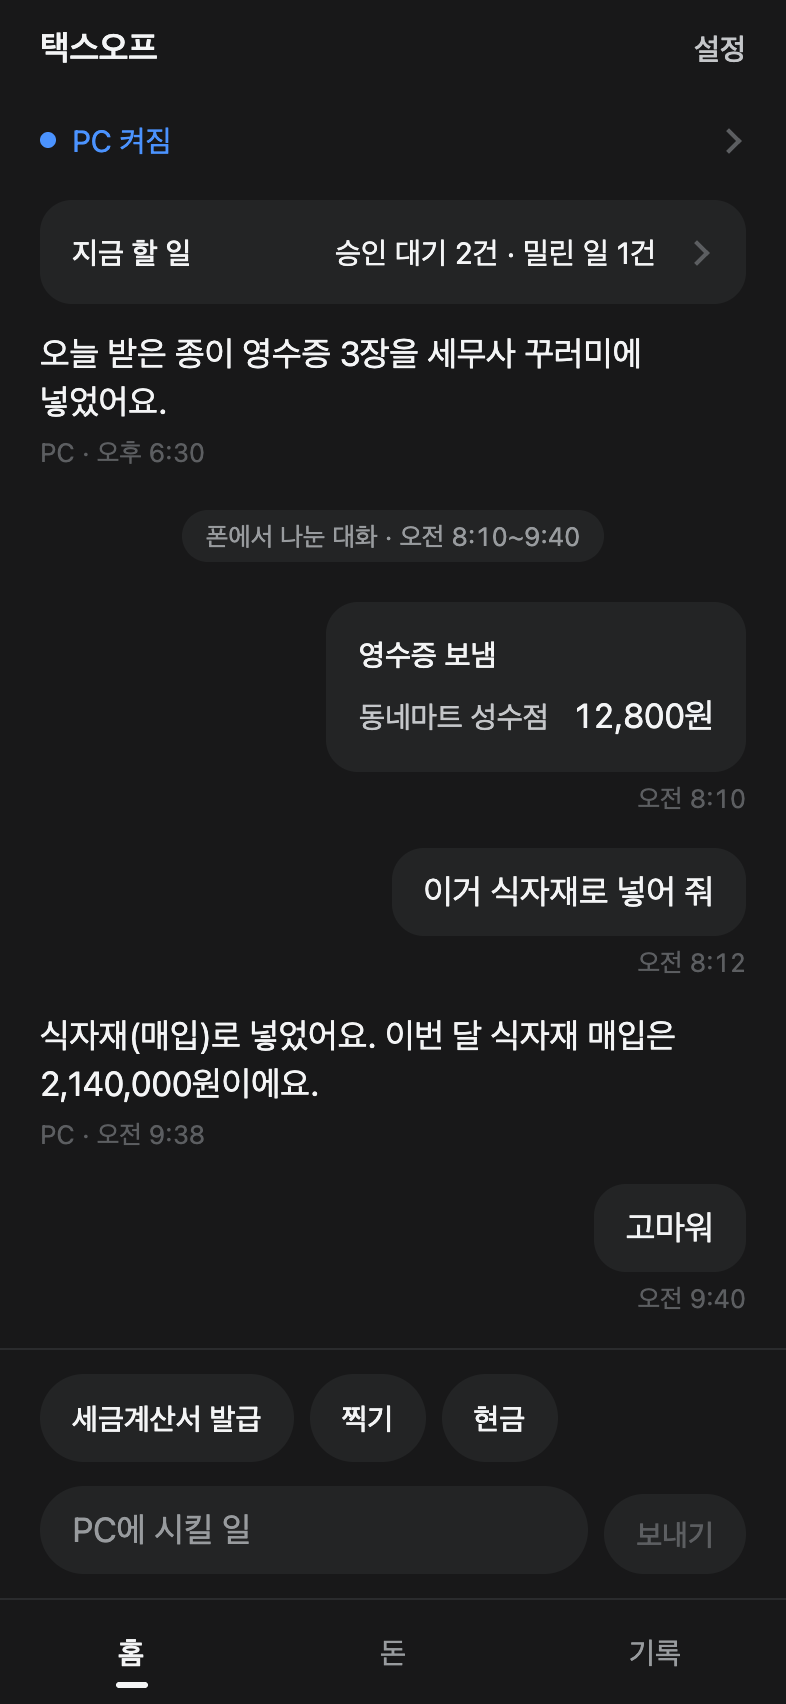 택스오프
설정
PC 켜짐
지금 할 일 승인 대기 2건 · 밀린 일 1건
오늘 받은 종이 영수증 3장을 세무사 꾸러미에
넣었어요.
PC · 오후 6:30
폰에서 나눈 대화 · 오전 8:10~9:40
영수증 보냄
동네마트 성수점 12,800원
오전 8:10
이거 식자재로 넣어 줘
오전 8:12
식자재(매입)로 넣었어요. 이번 달 식자재 매입은
2,140,000원이에요.
PC · 오전 9:38
고마워
오전 9:40
세금계산서 발급 찍기 현금
PC에 시킬 일 보내기
홈 돈 기록